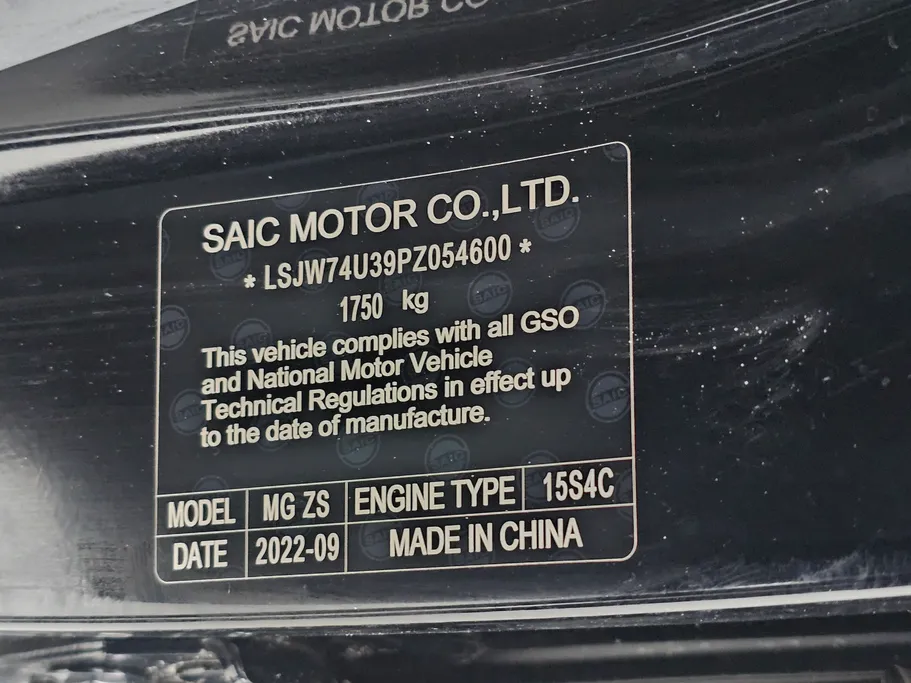 SAIC MOTOR CO
SAIC MOTOR CO.,LTD.
* LSJW74U39PZ054600 *
1750 kg
This vehicle complies with all GSO
and National Motor Vehicle
Technical Regulations in effect up
to the date of manufacture.
MODEL MG ZS ENGINE TYPE 15S4C
DATE 2022-09 MADE IN CHINA